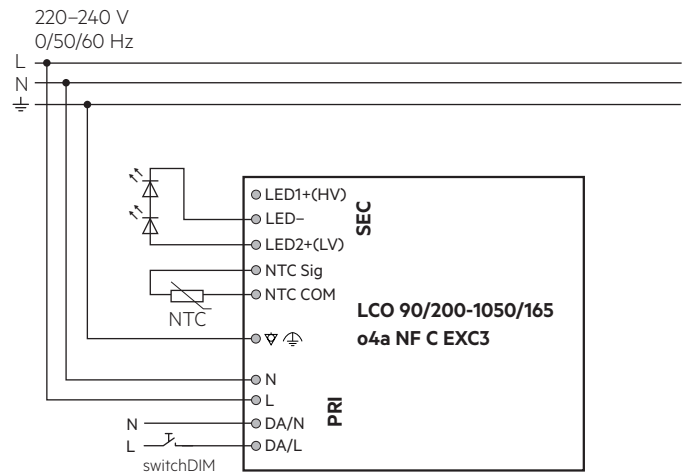 220–240 V
0/50/60 Hz
L
N
LED1+(HV)
LED–
LED2+(LV)
SEC
NTC Sig
NTC COM
NTC
LCO 90/200-1050/165
o4a NF C EXC3
N
L
PRI
N
DA/N
L
DA/L
switchDIM